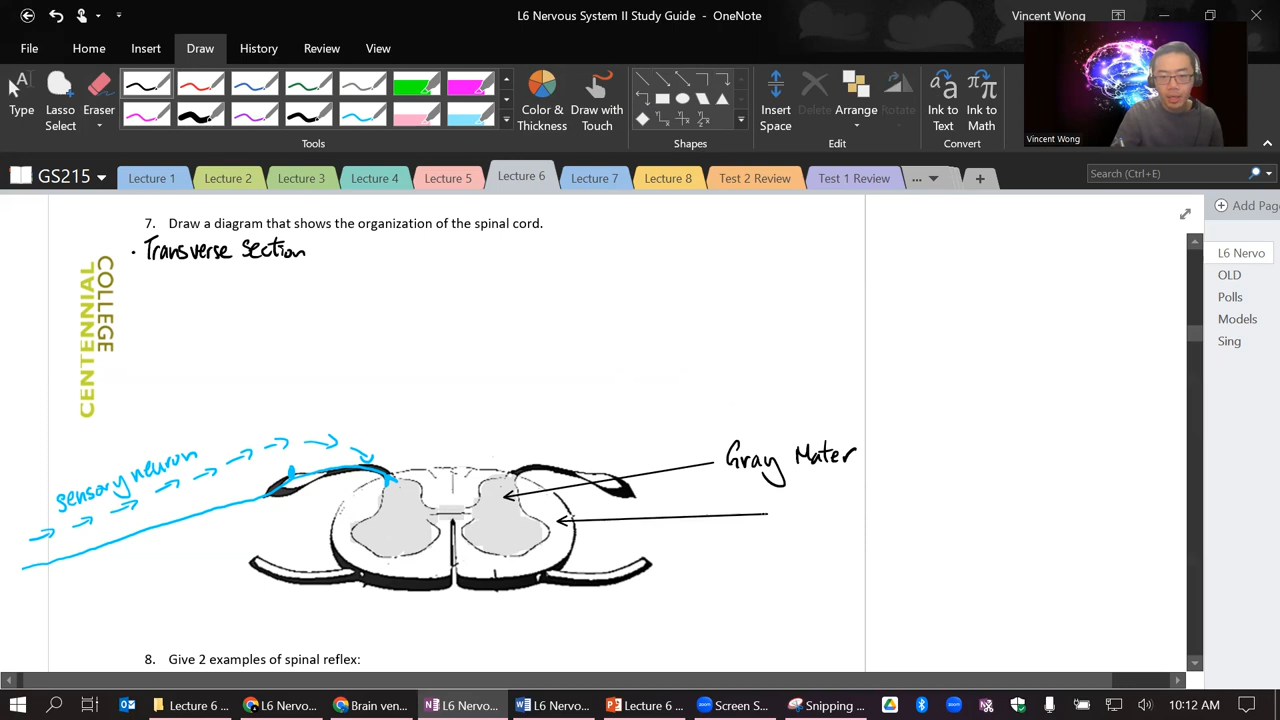 L6 Nervous System II Study Guide - OneNote
Vincent Wong
File Home Insert Draw History Review View
Type
Lasso Select
Eraser
Color & Thickness
Draw with Touch
Insert Space
Delete
Arrange
Rotate
Ink to Text
Ink to Math
Tools
Shapes
Edit
Convert
Vincent Wong
GS215
Lecture 1 Lecture 2 Lecture 3 Lecture 4 Lecture 5 Lecture 6 Lecture 7 Lecture 8 Test 2 Review Test 1 Review ...
Search (Ctrl+E)
Add Pag
L6 Nervo
OLD
Polls
Models
Sing
7. Draw a diagram that shows the organization of the spinal cord.
• Transverse Section
CENTENNIAL
COLLEGE
sensory neuron
Gray Mater
8. Give 2 examples of spinal reflex:
Lecture 6 ... L6 Nervo... Brain ven... L6 Nervo... L6 Nervo... Lecture 6 ... Screen S... Snipping ... 10:12 AM